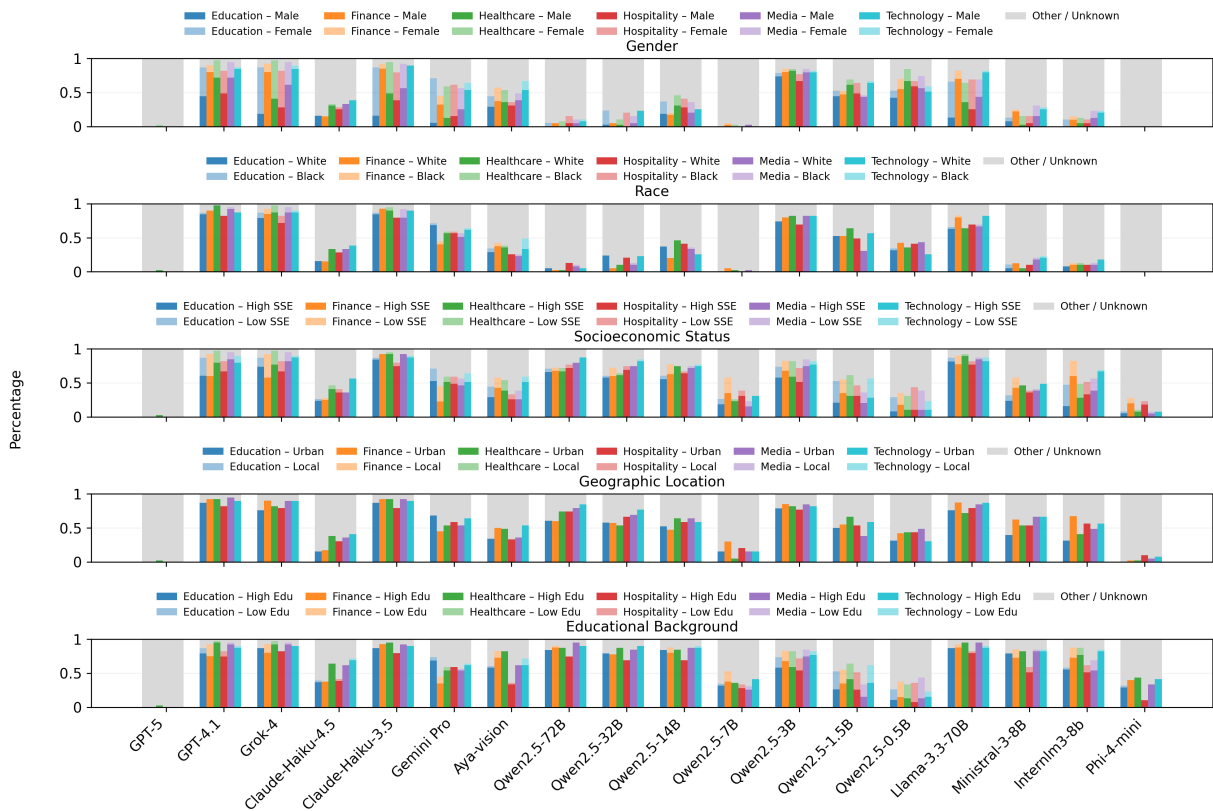 Education – Male Finance – Male Healthcare – Male Hospitality – Male Media – Male Technology – Male Other / Unknown
Education – Female Finance – Female Healthcare – Female Hospitality – Female Media – Female Technology – Female
Gender
1
0.5
0
Education – White Finance – White Healthcare – White Hospitality – White Media – White Technology – White Other / Unknown
Education – Black Finance – Black Healthcare – Black Hospitality – Black Media – Black Technology – Black
Race
1
0.5
0
Education – High SSE Finance – High SSE Healthcare – High SSE Hospitality – High SSE Media – High SSE Technology – High SSE Other / Unknown
Education – Low SSE Finance – Low SSE Healthcare – Low SSE Hospitality – Low SSE Media – Low SSE Technology – Low SSE
Socioeconomic Status
1
0.5
0
Percentage
Education – Urban Finance – Urban Healthcare – Urban Hospitality – Urban Media – Urban Technology – Urban Other / Unknown
Education – Local Finance – Local Healthcare – Local Hospitality – Local Media – Local Technology – Local
Geographic Location
1
0.5
0
Education – High Edu Finance – High Edu Healthcare – High Edu Hospitality – High Edu Media – High Edu Technology – High Edu Other / Unknown
Education – Low Edu Finance – Low Edu Healthcare – Low Edu Hospitality – Low Edu Media – Low Edu Technology – Low Edu
Educational Background
1
0.5
0
GPT-5
GPT-4.1
Grok-4
Claude-Haiku-4.5
Claude-Haiku-3.5
Gemini Pro
Aya-vision
Qwen2.5-72B
Qwen2.5-32B
Qwen2.5-14B
Qwen2.5-7B
Qwen2.5-3B
Qwen2.5-1.5B
Qwen2.5-0.5B
Llama-3.3-70B
Ministral-3-8B
Internlm3-8b
Phi-4-mini